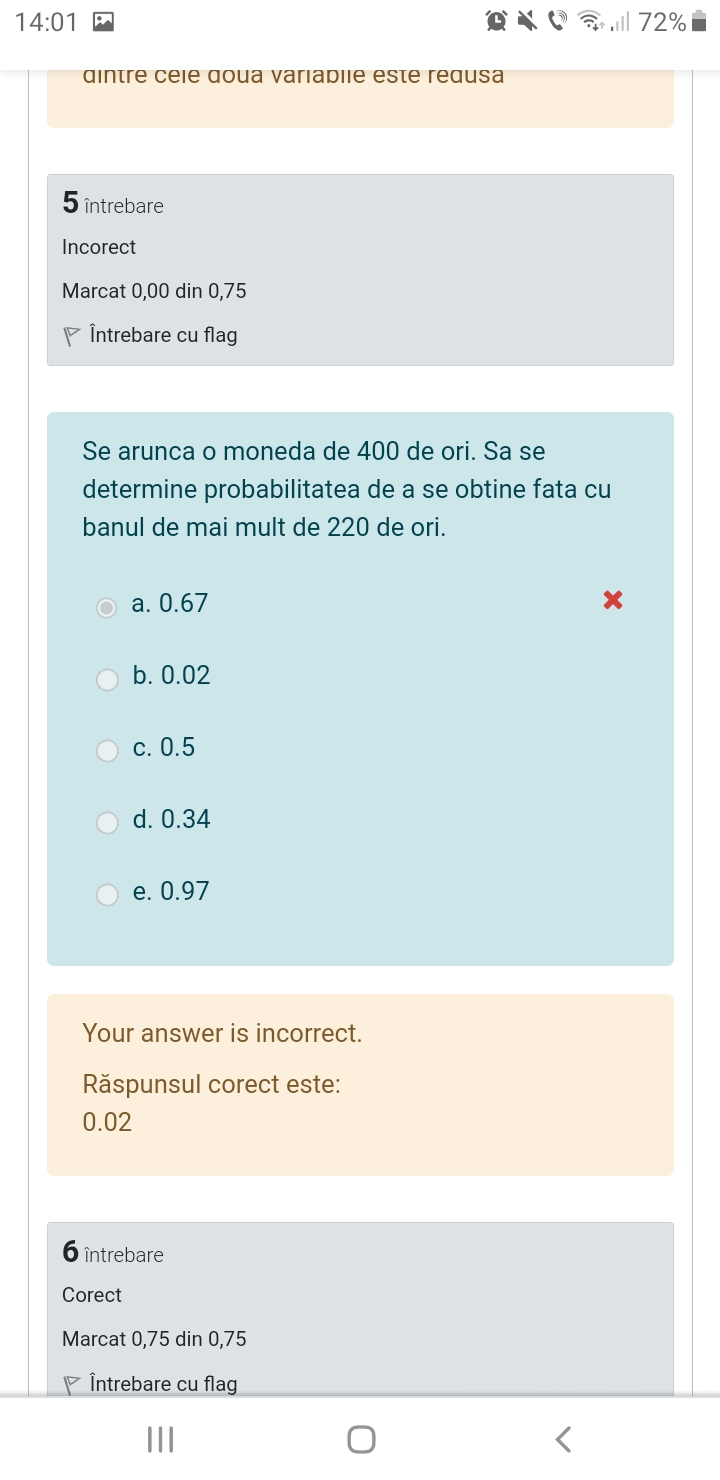 14:01
72%
dintre cele doua variabile este redusa
5 întrebare
Incorect
Marcat 0,00 din 0,75
Întrebare cu flag
Se arunca o moneda de 400 de ori. Sa se
determine probabilitatea de a se obtine fata cu
banul de mai mult de 220 de ori.
a. 0.67
b. 0.02
c. 0.5
d. 0.34
e. 0.97
Your answer is incorrect.
Răspunsul corect este:
0.02
6 întrebare
Corect
Marcat 0,75 din 0,75
Întrebare cu flag